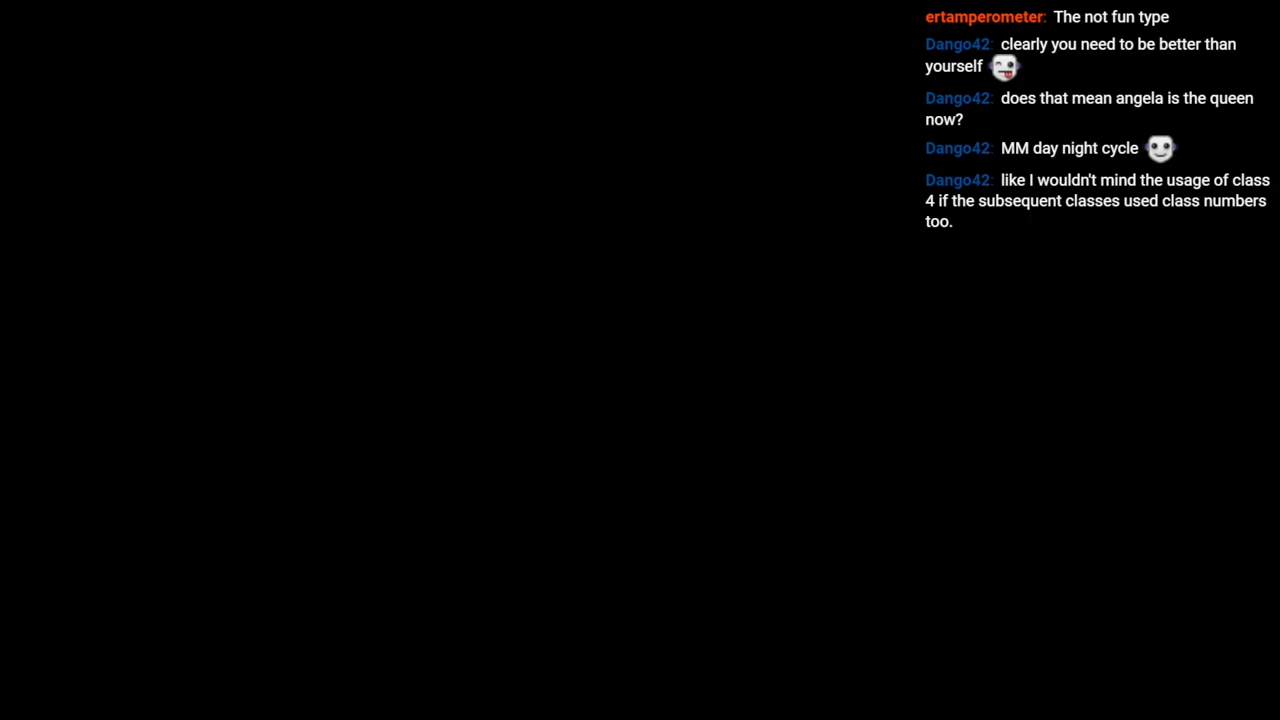 ertamperometer: The not fun type
Dango42: clearly you need to be better than
yourself
Dango42: does that mean angela is the queen
now?
Dango42: MM day night cycle
Dango42: like I wouldn't mind the usage of class
4 if the subsequent classes used class numbers
too.